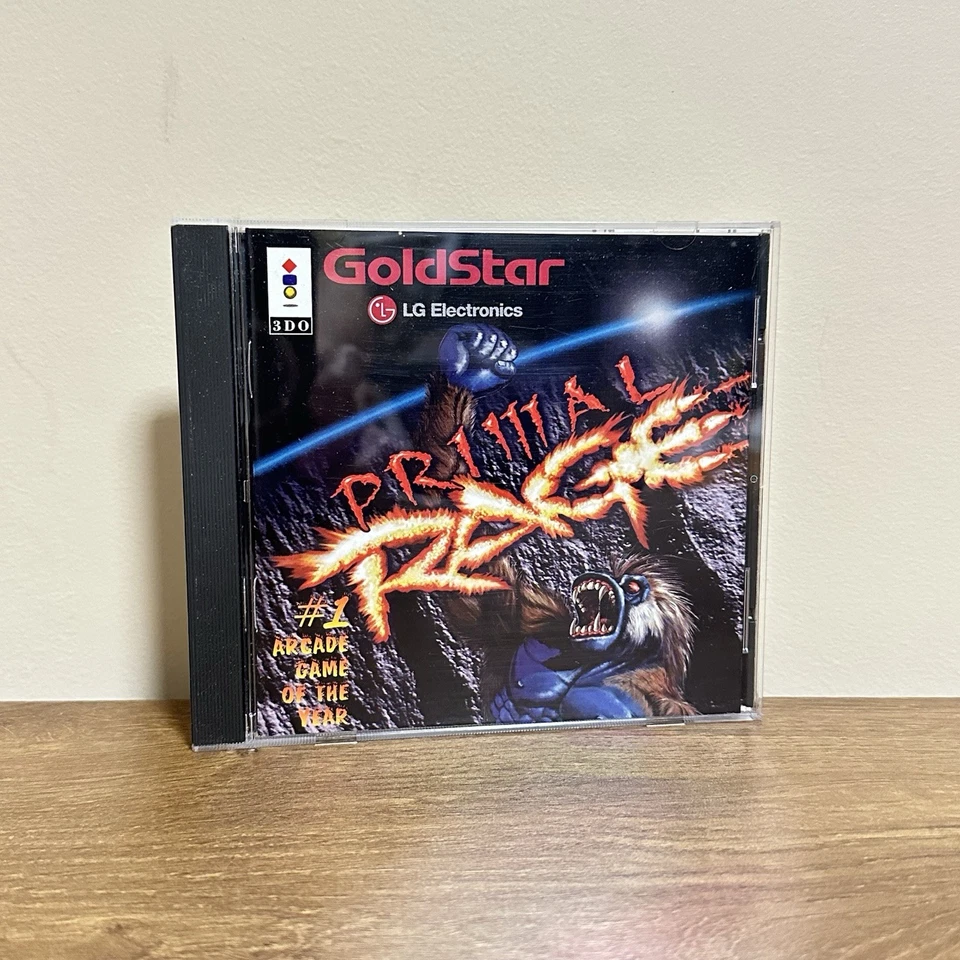 3DO
GoldStar
LG Electronics
PRIMAL
RAGE
#1
ARCADE
GAME
OF THE
YEAR